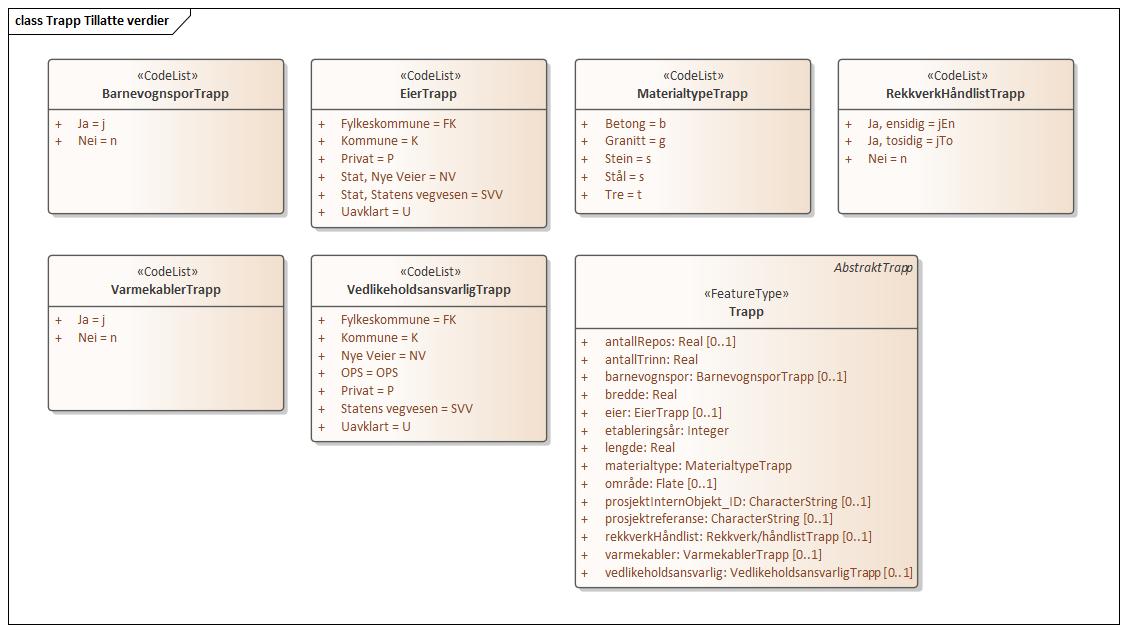 class Trapp Tillatte verdier
«CodeList»
BarnevognsporTrapp
+ Ja = j
+ Nei = n
«CodeList»
EierTrapp
+ Fylkeskommune = FK
+ Kommune = K
+ Privat = P
+ Stat, Nye Veier = NV
+ Stat, Statens vegvesen = SVV
+ Uavklart = U
«CodeList»
MaterialtypeTrapp
+ Betong = b
+ Granitt = g
+ Stein = s
+ Stål = s
+ Tre = t
«CodeList»
RekkverkHåndlistTrapp
+ Ja, ensidig = jEn
+ Ja, tosidig = jTo
+ Nei = n
«CodeList»
VarmekablerTrapp
+ Ja = j
+ Nei = n
«CodeList»
VedlikeholdsansvarligTrapp
+ Fylkeskommune = FK
+ Kommune = K
+ Nye Veier = NV
+ OPS = OPS
+ Privat = P
+ Statens vegvesen = SVV
+ Uavklart = U
AbstraktTrapp
«FeatureType»
Trapp
+ antallRepos: Real [0..1]
+ antallTrinn: Real
+ barnevognspor: BarnevognsporTrapp [0..1]
+ bredde: Real
+ eier: EierTrapp [0..1]
+ etableringsår: Integer
+ lengde: Real
+ materialtype: MaterialtypeTrapp
+ område: Flate [0..1]
+ prosjektInternObjekt_ID: CharacterString [0..1]
+ prosjektreferanse: CharacterString [0..1]
+ rekkverkHåndlist: Rekkverk/håndlistTrapp [0..1]
+ varmekabler: VarmekablerTrapp [0..1]
+ vedlikeholdsansvarlig: VedlikeholdsansvarligTrapp [0..1]